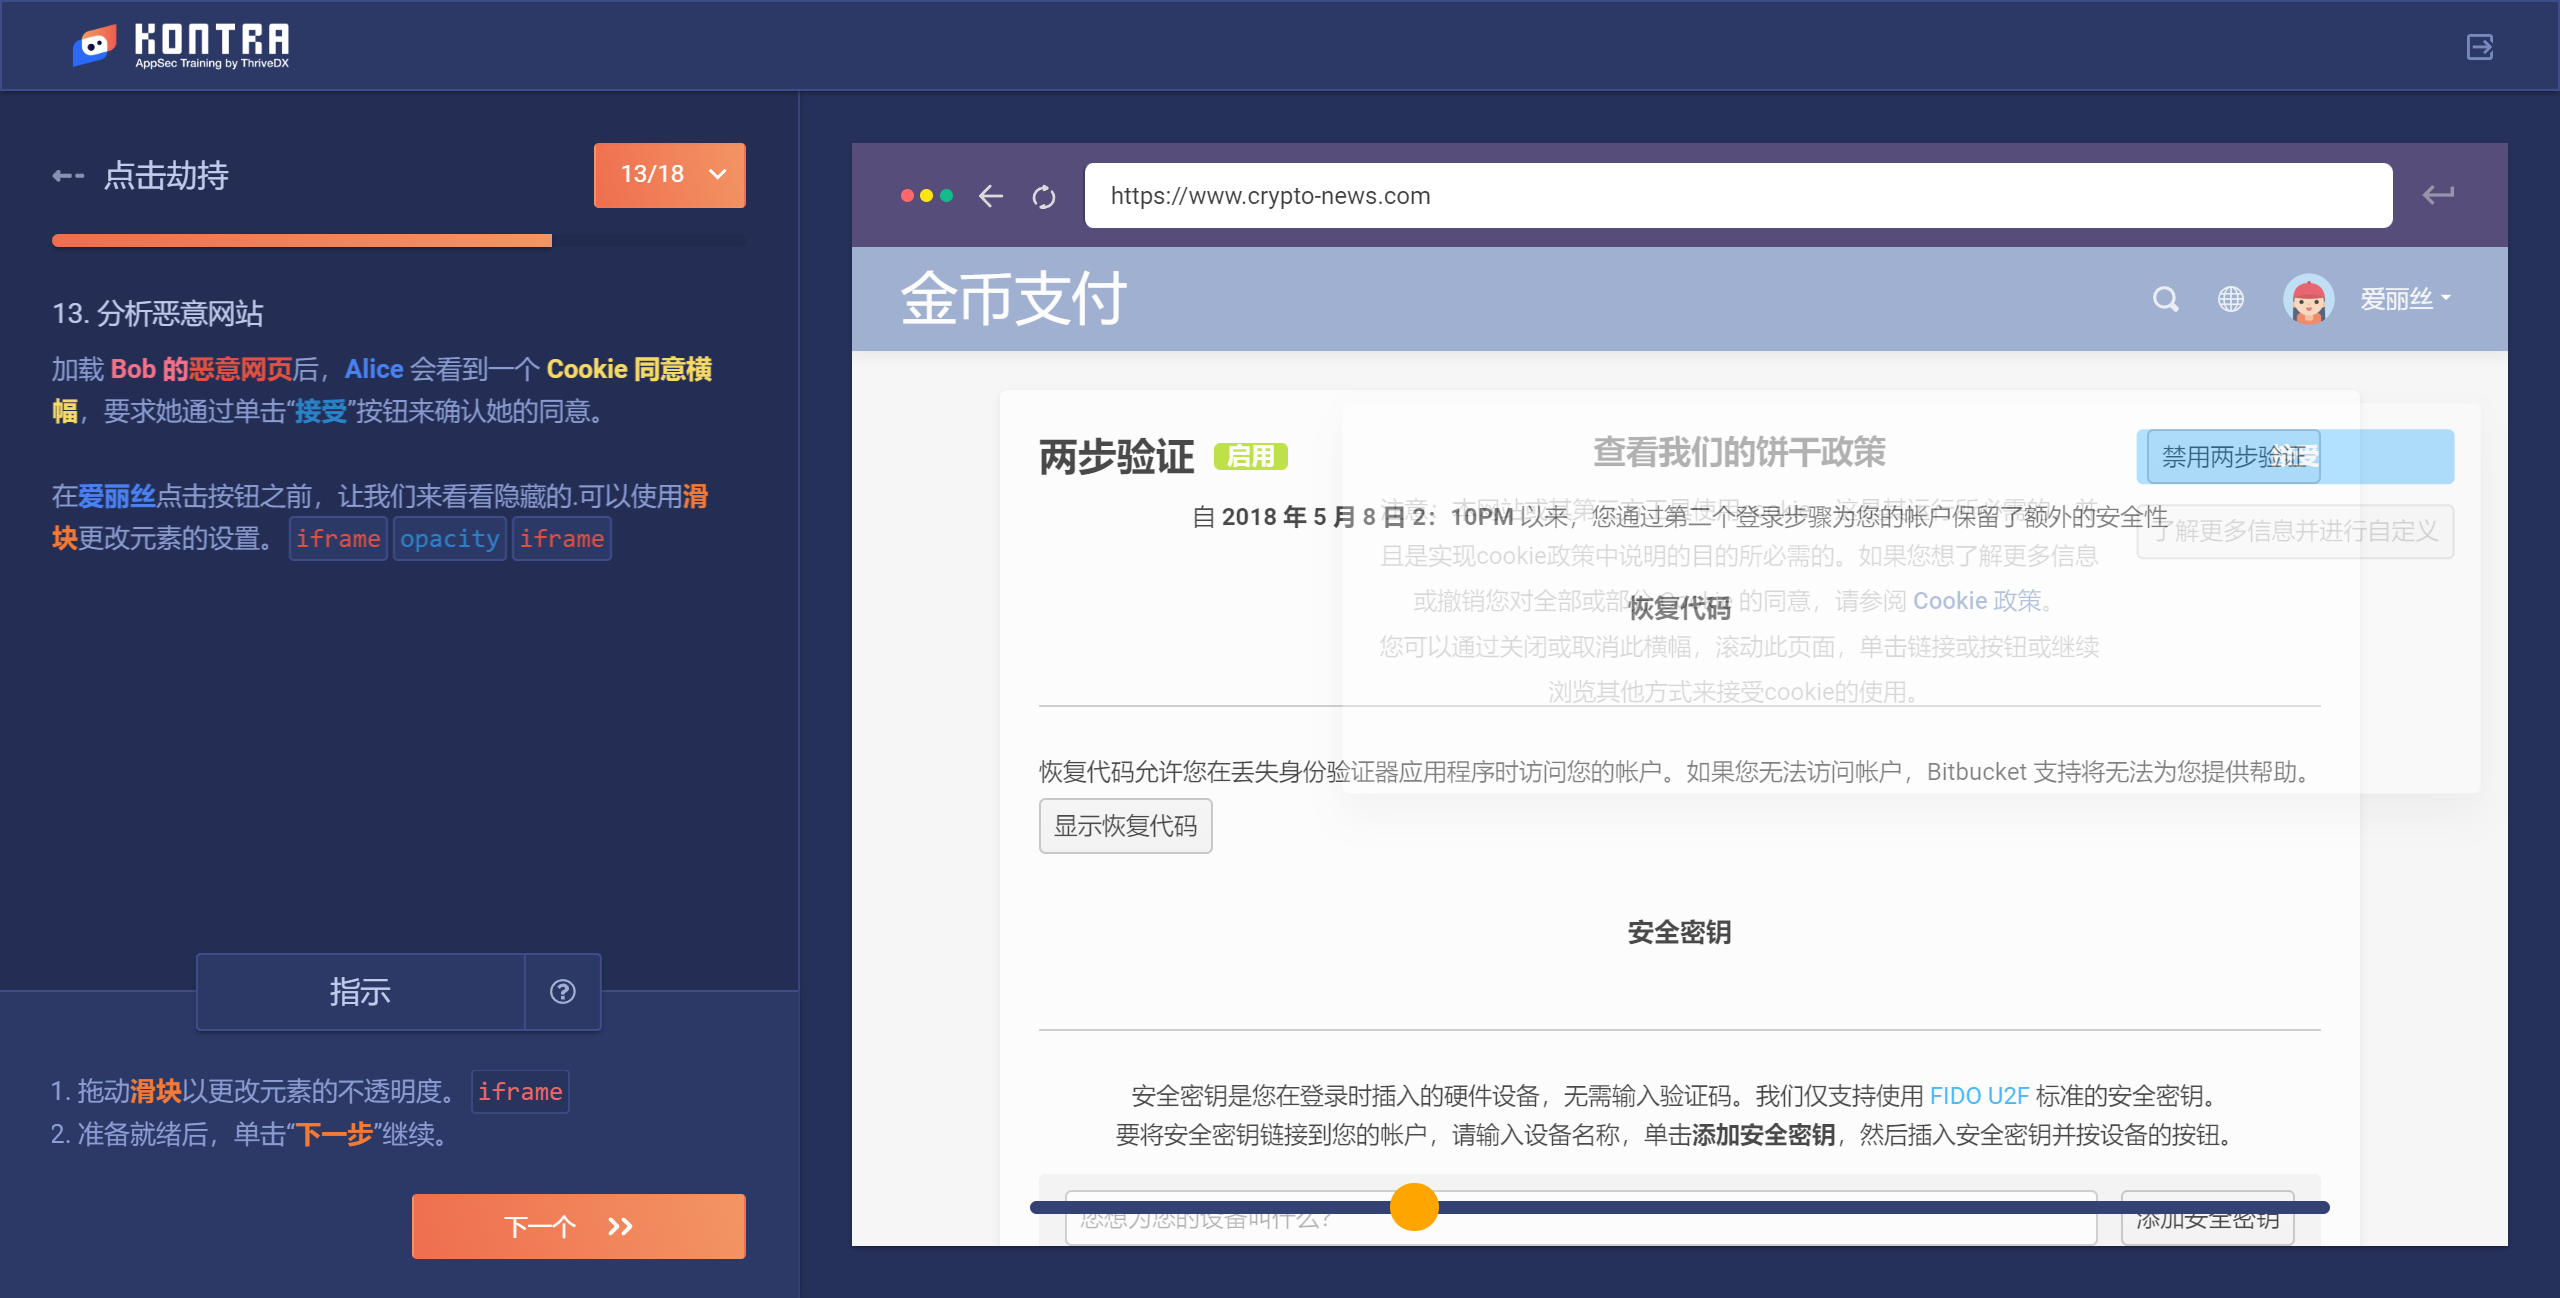 KONTRA
AppSec Training by ThriveDX
点击劫持
13/18
13. 分析恶意网站
加载 Bob 的恶意网页后，Alice 会看到一个 Cookie 同意横
幅，要求她通过单击“接受”按钮来确认她的同意。
在爱丽丝点击按钮之前，让我们来看看隐藏的.可以使用滑
块更改元素的设置。 iframe opacity iframe
指示
1. 拖动滑块以更改元素的不透明度。 iframe
2. 准备就绪后，单击“下一步”继续。
下一个
https://www.crypto-news.com
金币支付
爱丽丝
两步验证 启用
查看我们的饼干政策
禁用两步验证
接受
自 2018 年 5 月 8 日 2：10PM 以来，您通过第二个登录步骤为您的帐户保留了额外的安全性
了解更多信息并进行自定义
且是实现cookie政策中说明的目的所必需的。如果您想了解更多信息
或撤销您对全部或部分 的同意，请参阅 Cookie 政策。
恢复代码
您可以通过关闭或取消此横幅，滚动此页面，单击链接或按钮或继续
浏览其他方式来接受cookie的使用。
恢复代码允许您在丢失身份验证器应用程序时访问您的帐户。如果您无法访问帐户，Bitbucket 支持将无法为您提供帮助。
显示恢复代码
安全密钥
安全密钥是您在登录时插入的硬件设备，无需输入验证码。我们仅支持使用 FIDO U2F 标准的安全密钥。
要将安全密钥链接到您的帐户，请输入设备名称，单击添加安全密钥，然后插入安全密钥并按设备的按钮。
您想为您的设备叫什么？
添加安全密钥